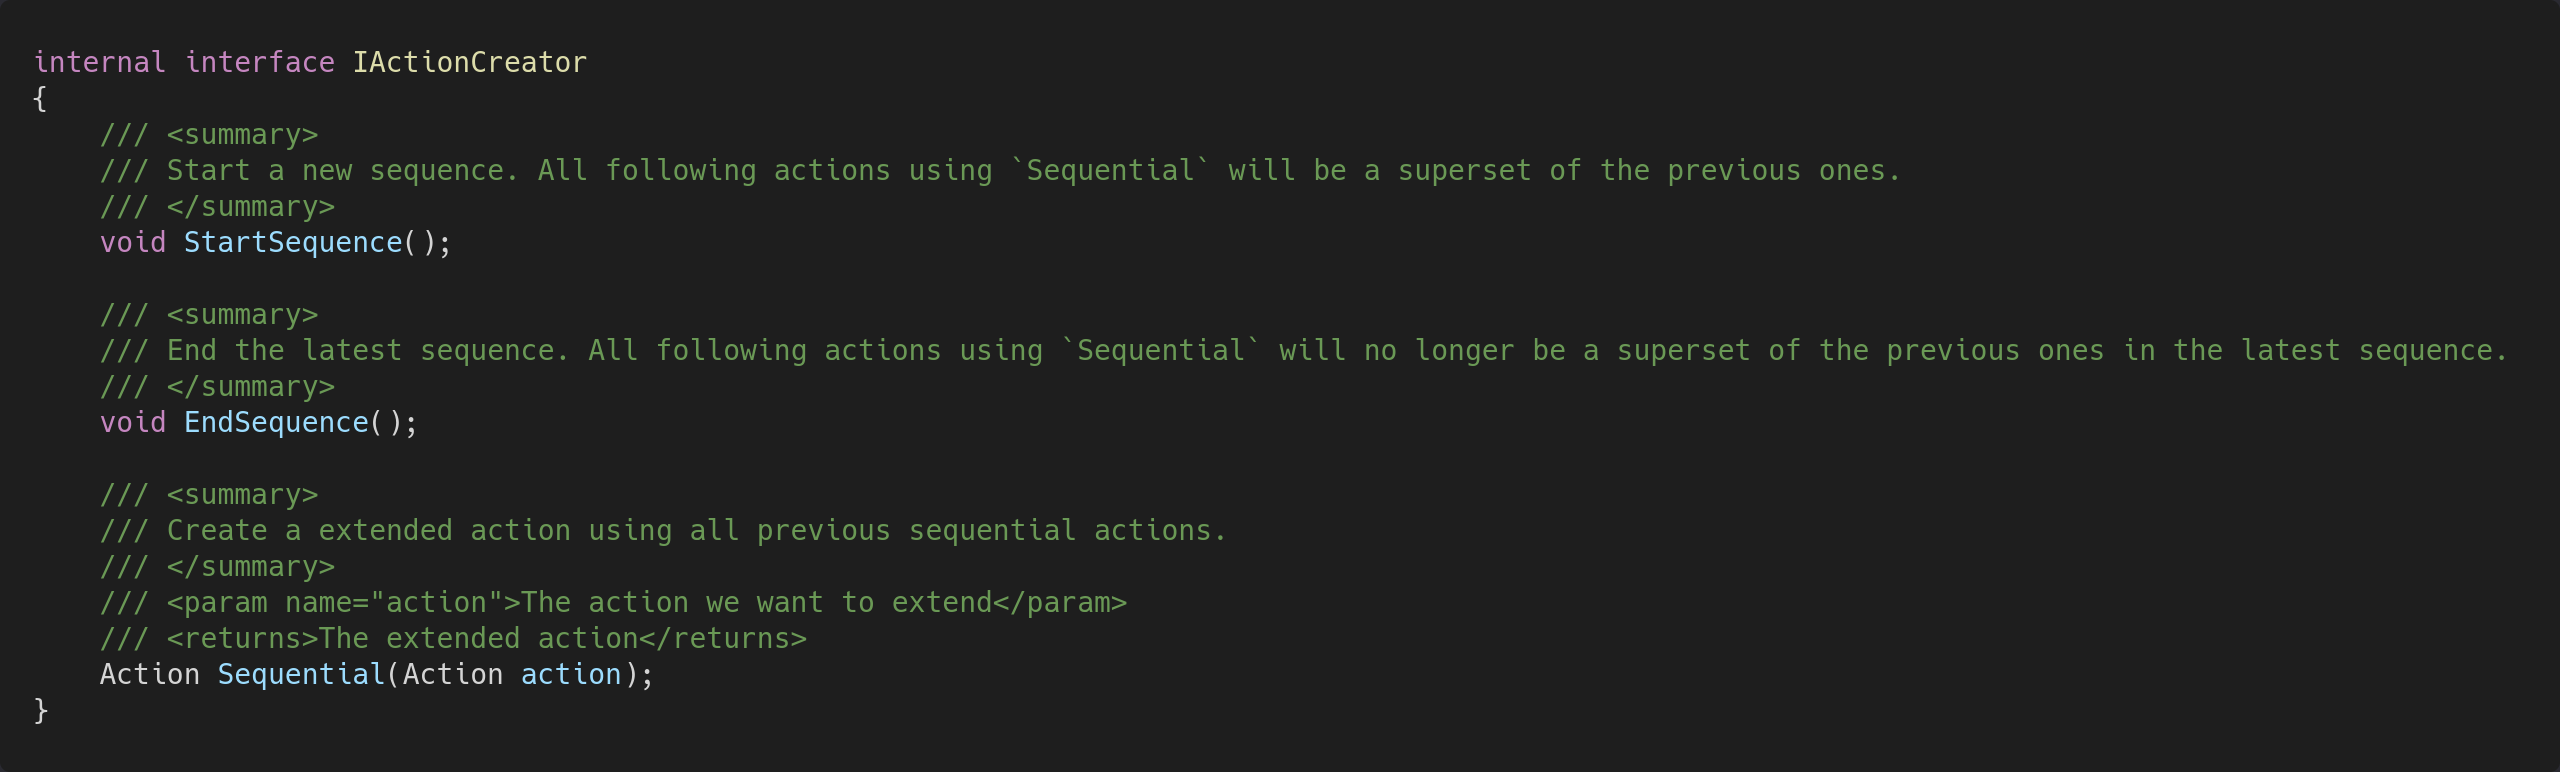 internal interface IActionCreator
{
    /// <summary>
    /// Start a new sequence. All following actions using `Sequential` will be a superset of the previous ones.
    /// </summary>
    void StartSequence();

    /// <summary>
    /// End the latest sequence. All following actions using `Sequential` will no longer be a superset of the previous ones in the latest sequence.
    /// </summary>
    void EndSequence();

    /// <summary>
    /// Create a extended action using all previous sequential actions.
    /// </summary>
    /// <param name="action">The action we want to extend</param>
    /// <returns>The extended action</returns>
    Action Sequential(Action action);
}